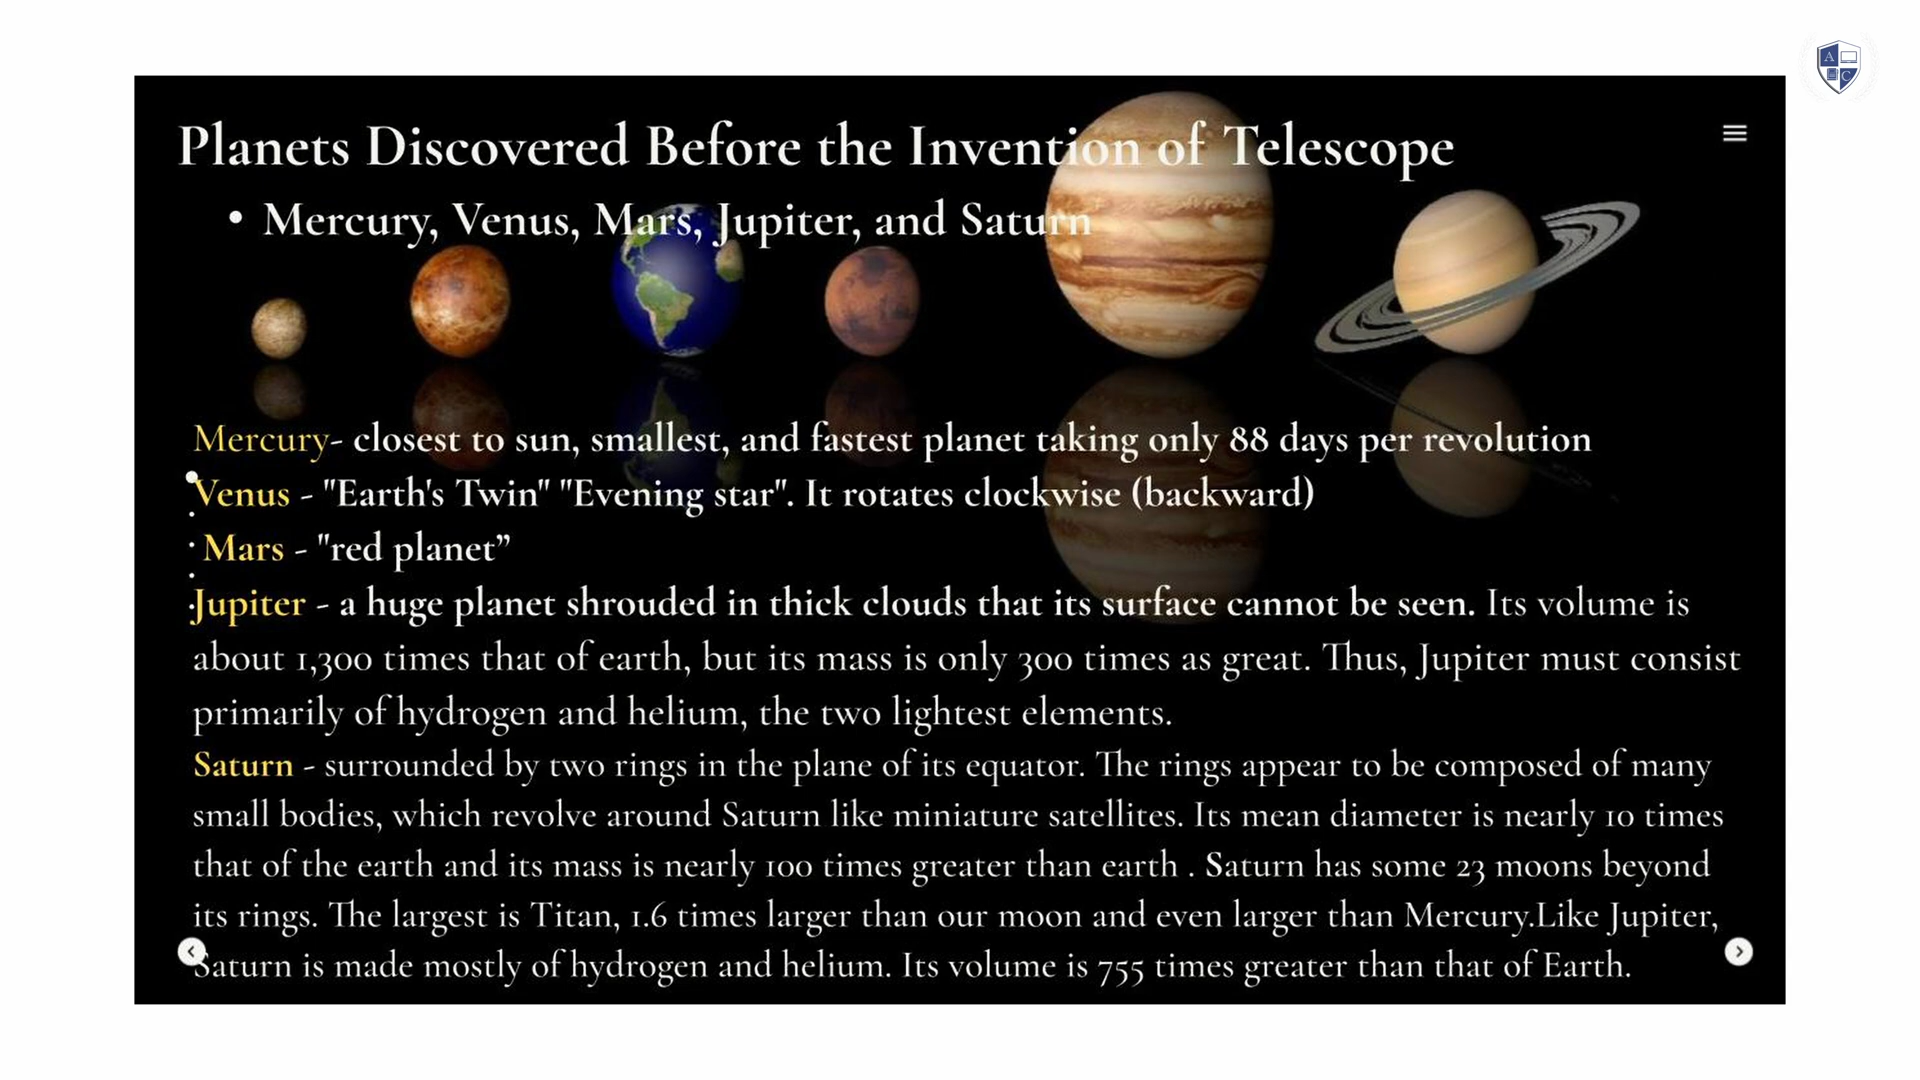 A
C
Planets Discovered Before the Invention of Telescope
• Mercury, Venus, Mars, Jupiter, and Saturn
Mercury- closest to sun, smallest, and fastest planet taking only 88 days per revolution
Venus - "Earth's Twin" "Evening star". It rotates clockwise (backward)
Mars - "red planet”
Jupiter - a huge planet shrouded in thick clouds that its surface cannot be seen. Its volume is
about 1,300 times that of earth, but its mass is only 300 times as great. Thus, Jupiter must consist
primarily of hydrogen and helium, the two lightest elements.
Saturn - surrounded by two rings in the plane of its equator. The rings appear to be composed of many
small bodies, which revolve around Saturn like miniature satellites. Its mean diameter is nearly 10 times
that of the earth and its mass is nearly 100 times greater than earth . Saturn has some 23 moons beyond
its rings. The largest is Titan, 1.6 times larger than our moon and even larger than Mercury.Like Jupiter,
Saturn is made mostly of hydrogen and helium. Its volume is 755 times greater than that of Earth.